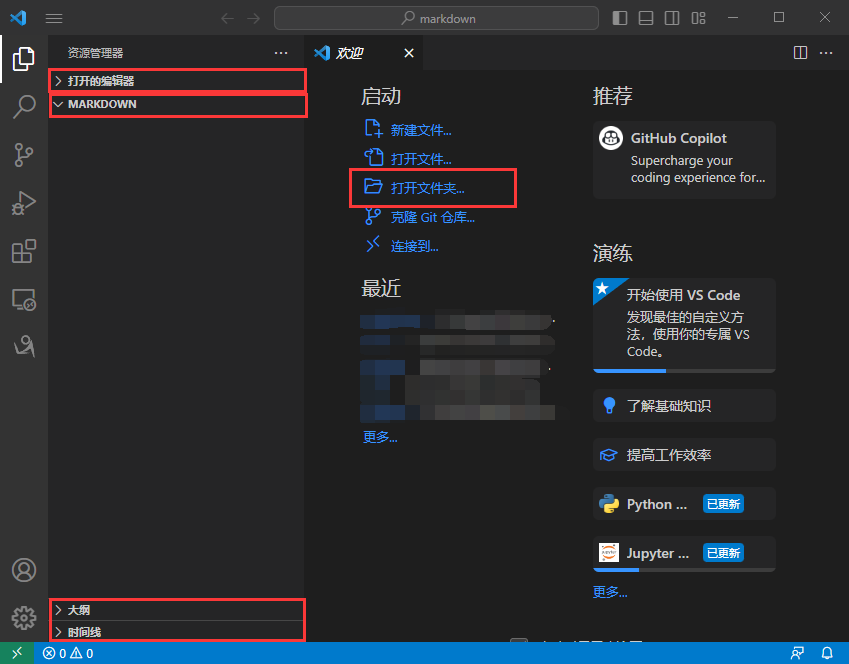 markdown
资源管理器
打开的编辑器
MARKDOWN
大纲
时间线
欢迎
启动
新建文件...
打开文件...
打开文件夹...
克隆 Git 仓库...
连接到...
最近
更多...
推荐
GitHub Copilot
Supercharge your
coding experience for...
演练
开始使用 VS Code
发现最佳的自定义方
法，使用你的专属 VS
Code。
了解基础知识
提高工作效率
Python ... 已更新
Jupyter ... 已更新
更多...
0 0